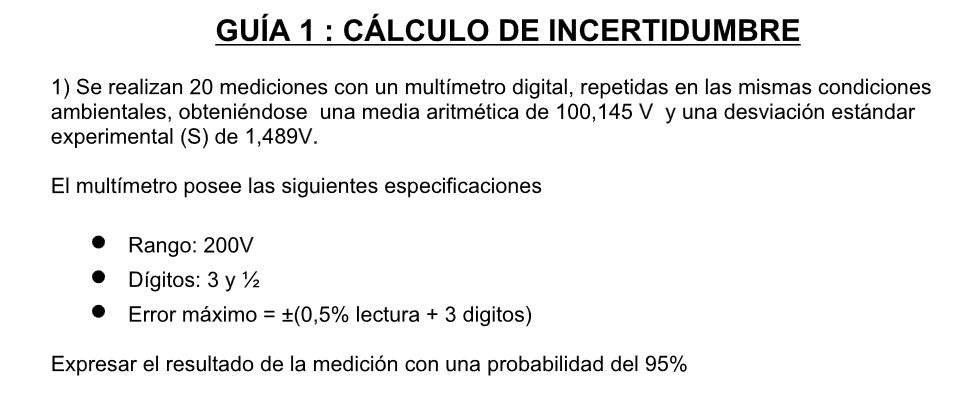 GUÍA 1 : CÁLCULO DE INCERTIDUMBRE
1) Se realizan 20 mediciones con un multímetro digital, repetidas en las mismas condiciones
ambientales, obteniéndose una media aritmética de 100,145 V y una desviación estándar
experimental (S) de 1,489V.
El multímetro posee las siguientes especificaciones
● Rango: 200V
● Dígitos: 3 y ½
● Error máximo = ±(0,5% lectura + 3 digitos)
Expresar el resultado de la medición con una probabilidad del 95%